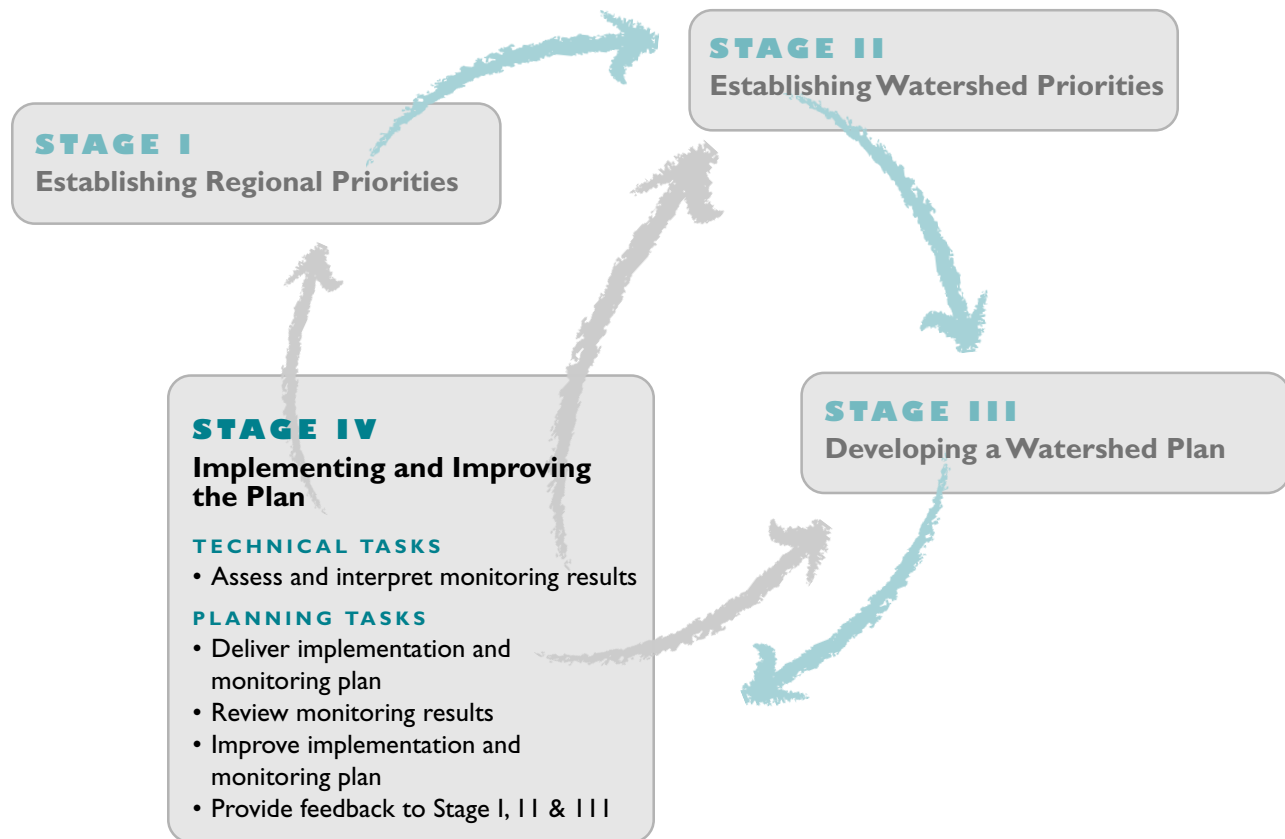 STAGE I
Establishing Regional Priorities
STAGE II
Establishing Watershed Priorities
STAGE III
Developing a Watershed Plan
STAGE IV
Implementing and Improving
the Plan
TECHNICAL TASKS
• Assess and interpret monitoring results
PLANNING TASKS
• Deliver implementation and
monitoring plan
• Review monitoring results
• Improve implementation and
monitoring plan
• Provide feedback to Stage I, 11 & 111